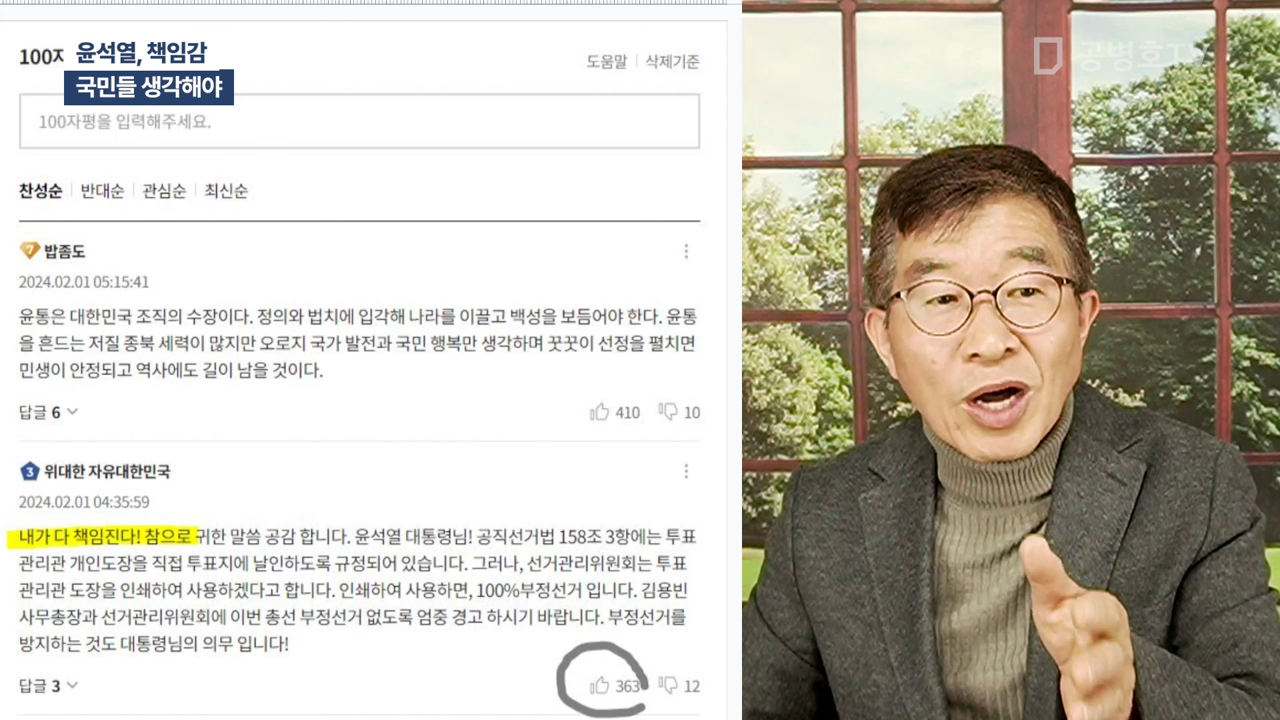 100자
윤석열, 책임감
국민들 생각해야
도움말 | 삭제기준
100자평을 입력해주세요.
찬성순 | 반대순 | 관심순 | 최신순
7 밥좀도
2024.02.01 05:15:41
윤통은 대한민국 조직의 수장이다. 정의와 법치에 입각해 나라를 이끌고 백성을 보듬어야 한다. 윤통
을 흔드는 저질 종북 세력이 많지만 오로지 국가 발전과 국민 행복만 생각하며 꿋꿋이 선정을 펼치면
민생이 안정되고 역사에도 길이 남을 것이다.
답글 6
410 10
3 위대한 자유대한민국
2024.02.01 04:35:59
내가 다 책임진다! 참으로 귀한 말씀 공감 합니다. 윤석열 대통령님! 공직선거법 158조 3항에는 투표
관리관 개인도장을 직접 투표지에 날인하도록 규정되어 있습니다. 그러나, 선거관리위원회는 투표
관리관 도장을 인쇄하여 사용하겠다고 합니다. 인쇄하여 사용하면, 100%부정선거 입니다. 김용빈
사무총장과 선거관리위원회에 이번 총선 부정선거 없도록 엄중 경고 하시기 바랍니다. 부정선거를
방지하는 것도 대통령님의 의무 입니다!
답글 3
363 12
공병호TV